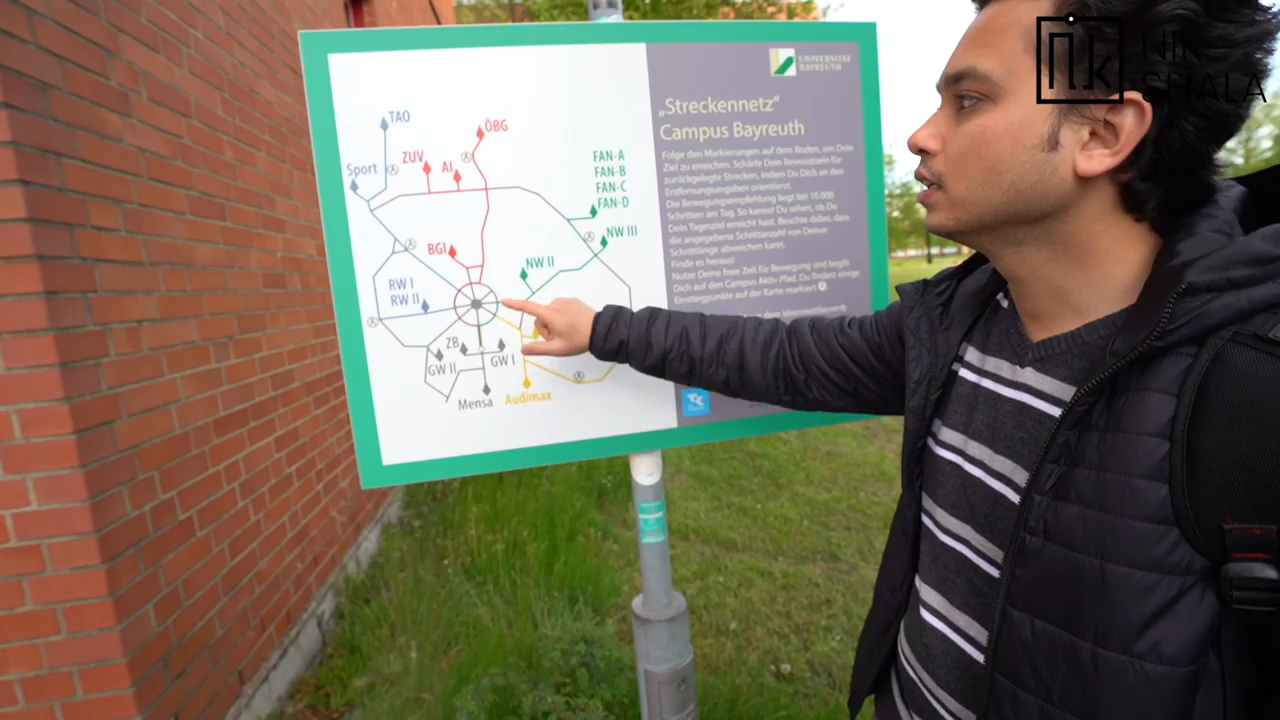 NIK
SHALA
UNIVERSITÄT
BAYREUTH
„Streckennetz“
Campus Bayreuth
Folge den Markierungen auf dem Boden, um Dein
Ziel zu erreichen. Schärfe Dein Bewusstsein für
zurückgelegte Strecken, indem Du Dich an den
Entfernungsangaben orientierst.
Die Bewegungsempfehlung liegt bei 10.000
Schritten am Tag. So kannst Du sehen, ob Du
Dein Tagesziel erreicht hast. Beachte dabei, dass
die angegebene Schrittanzahl von Deiner
Schrittlänge abweichen kann.
Finde es heraus!
Nutze Deine freie Zeit für Bewegung und begib
Dich auf den Campus Aktiv Pfad. Du findest einige
Einstiegspunkte auf der Karte markiert
TAO
ÖBG
Sport
ZUV
AI
FAN-A
FAN-B
FAN-C
FAN-D
NW III
BGI
NW II
RW I
RW II
ZB
GW I
GW II
Mensa
Audimax